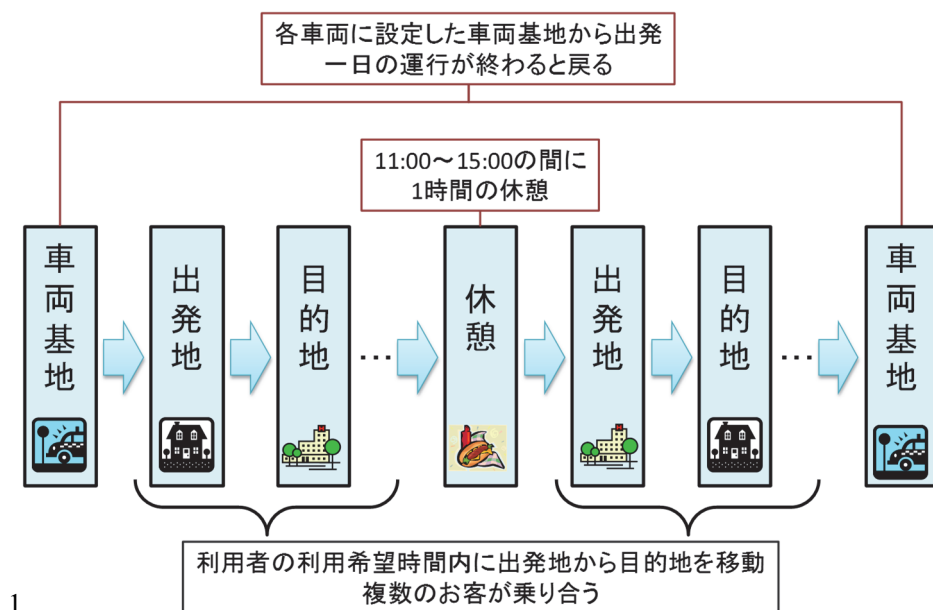 各車両に設定した車両基地から出発
一日の運行が終わると戻る
11:00～15:00の間に
1時間の休憩
車両基地
出発地
目的地
…
休憩
出発地
目的地
…
車両基地
利用者の利用希望時間内に出発地から目的地を移動
複数のお客が乗り合う
1